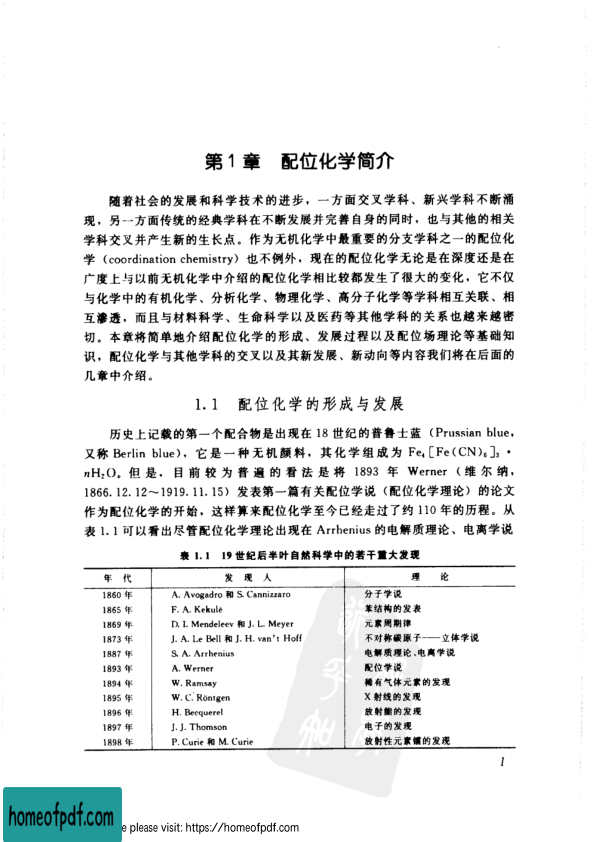 第1章 配位化学简介
随着社会的发展和科学技术的进步，一方面交叉学科、新兴学科不断涌
现，另一方面传统的经典学科在不断发展并完善自身的同时，也与其他的相关
学科交叉并产生新的生长点。作为无机化学中最重要的分支学科之一的配位化
学（coordination chemistry）也不例外，现在的配位化学无论是在深度还是在
广度上与以前无机化学中介绍的配位化学相比较都发生了很大的变化，它不仅
与化学中的有机化学、分析化学、物理化学、高分子化学等学科相互关联、相
互渗透，而且与材料科学、生命科学以及医药等其他学科的关系也越来越密
切。本章将简单地介绍配位化学的形成、发展过程以及配位场理论等基础知
识，配位化学与其他学科的交叉以及其新发展、新动向等内容我们将在后面的
几章中介绍。
1.1 配位化学的形成与发展
历史上记载的第一个配合物是出现在18世纪的普鲁士蓝（Prussian blue，
又称 Berlin blue），它是一种无机颜料，其化学组成为 Fe₄[Fe(CN)₆]₃·
nH₂O。但是，目前较为普遍的看法是将 1893 年 Werner（维尔纳，
1866.12.12～1919.11.15）发表第一篇有关配位学说（配位化学理论）的论文
作为配位化学的开始，这样算来配位化学至今已经走过了约110年的历程。从
表1.1可以看出尽管配位化学理论出现在 Arrhenius 的电解质理论、电离学说
表 1.1 19世纪后半叶自然科学中的若干重大发现
年 代 发 现 人 理 论
1860 年 A. Avogadro 和 S. Cannizzaro 分子学说
1865 年 F. A. Kekulè 苯结构的发表
1869 年 D. I. Mendeleev 和 J. L. Meyer 元素周期律
1873 年 J. A. Le Bell 和 J. H. van't Hoff 不对称碳原子——立体学说
1887 年 S. A. Arrhenius 电解质理论、电离学说
1893 年 A. Werner 配位学说
1894 年 W. Ramsay 稀有气体元素的发现
1895 年 W. C. Röntgen X 射线的发现
1896 年 H. Becquerel 放射能的发现
1897 年 J. J. Thomson 电子的发现
1898 年 P. Curie 和 M. Curie 放射性元素镭的发现
1
homeofpdf.com
e please visit: https://homeofpdf.com